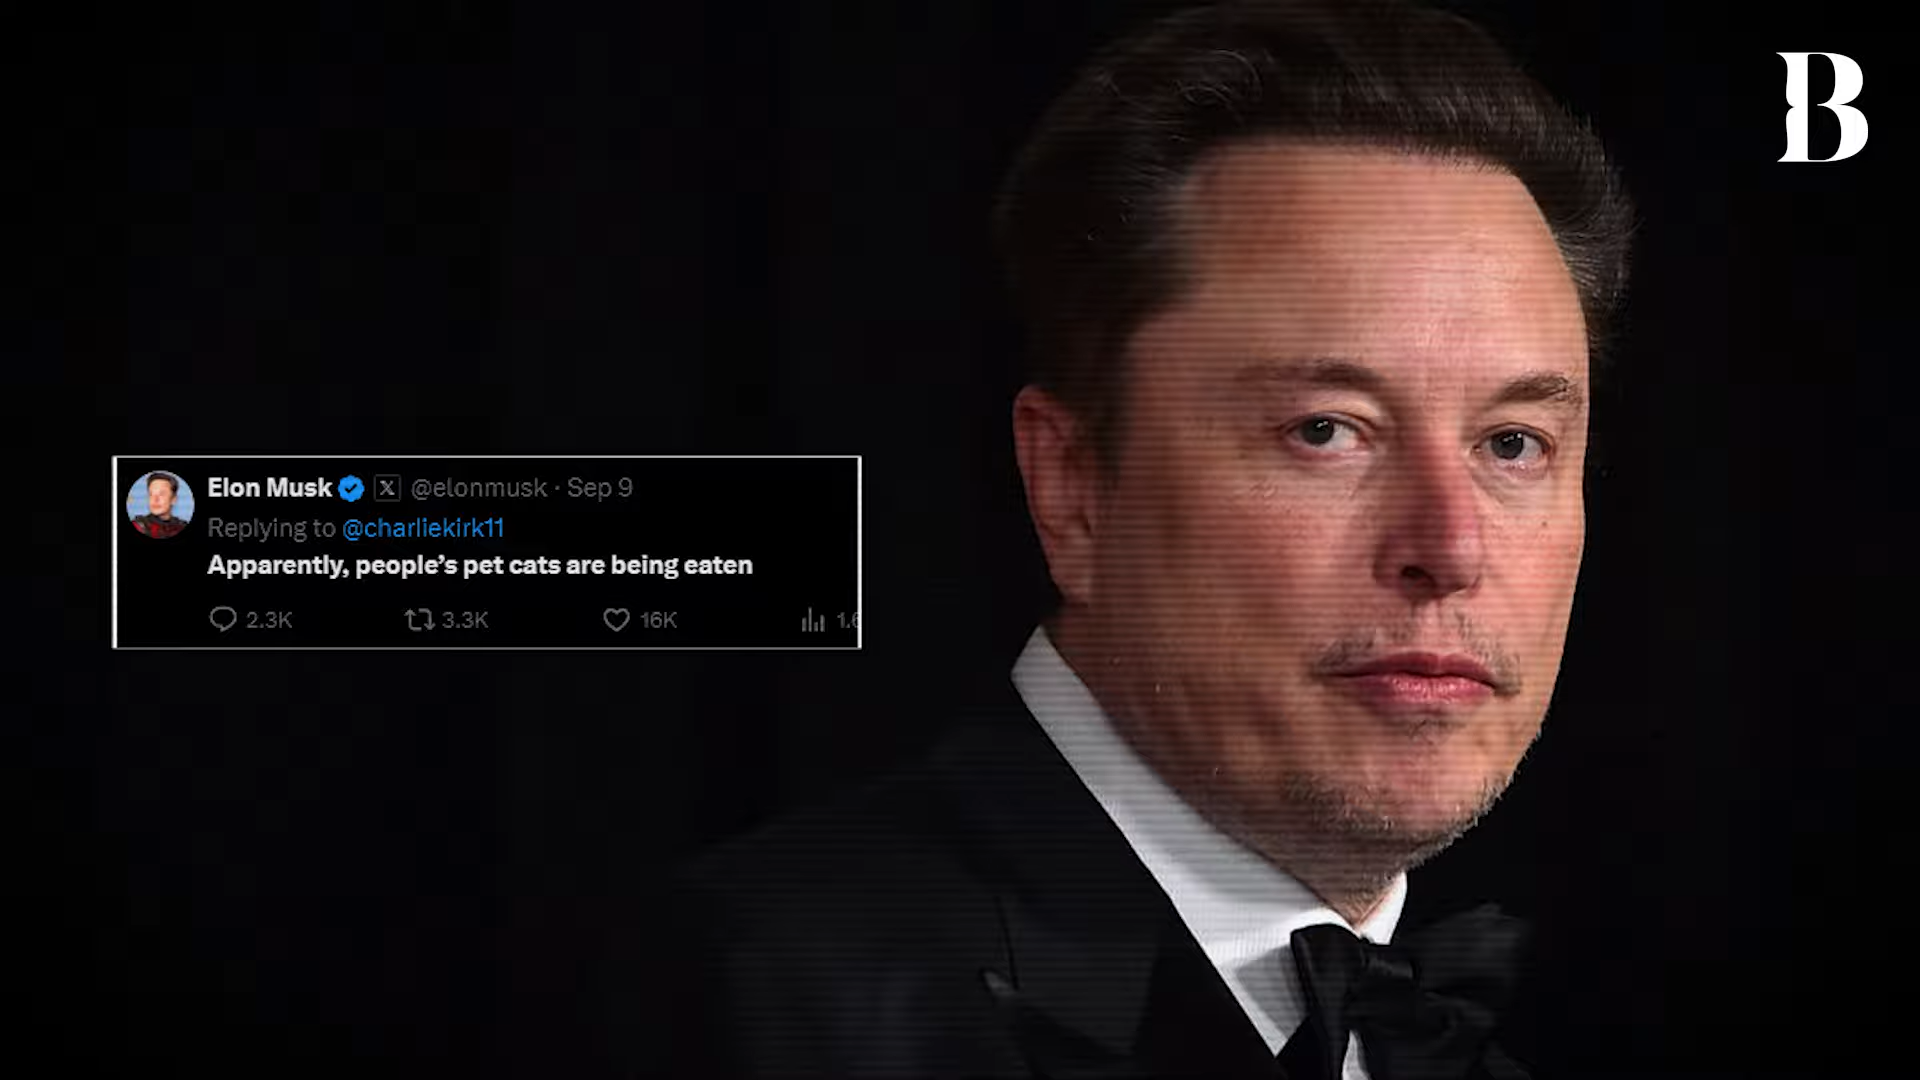 B
Elon Musk @elonmusk · Sep 9
Replying to @charliekirk11
Apparently, people’s pet cats are being eaten
2.3K 3.3K 16K